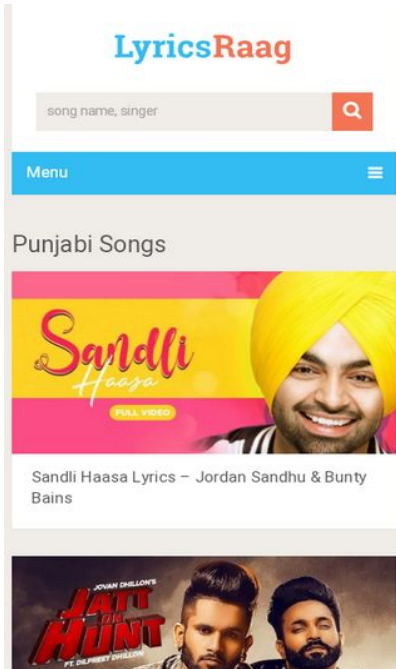 LyricsRaag
song name, singer
Menu
Punjabi Songs
Sandli
Haasa
FULL VIDEO
Sandli Haasa Lyrics – Jordan Sandhu & Bunty
Bains
JOVAN DHILLON'S
JATT
ON
HUNT
FT. DILPREET DHILLON